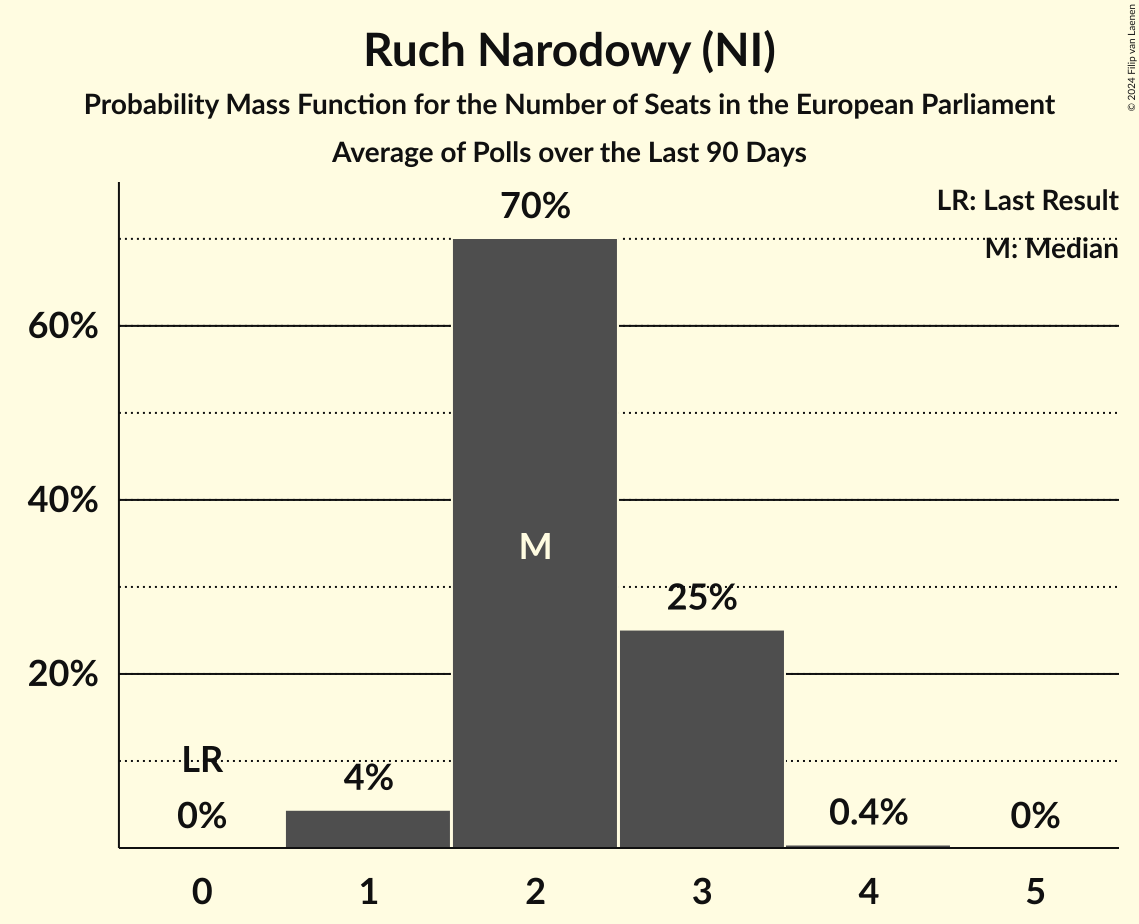 Ruch Narodowy (NI)
Probability Mass Function for the Number of Seats in the European Parliament
Average of Polls over the Last 90 Days
© 2024 Filip van Laenen
LR: Last Result
M: Median
70%
60%
40%
M
25%
20%
LR
4%
0%
0.4%
0%
0 1 2 3 4 5